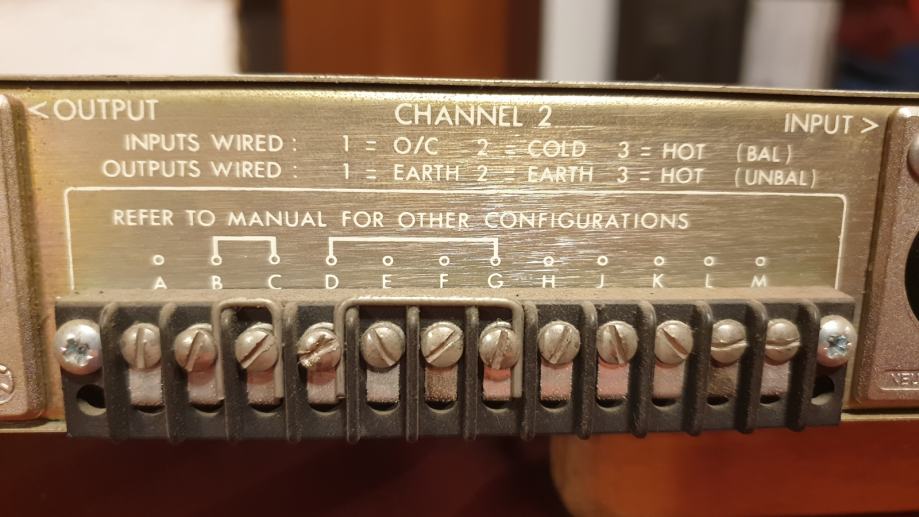 <OUTPUT
CHANNEL 2
INPUT>
INPUTS WIRED : 1 = O/C 2 = COLD 3 = HOT (BAL)
OUTPUTS WIRED : 1 = EARTH 2 = EARTH 3 = HOT (UNBAL)
REFER TO MANUAL FOR OTHER CONFIGURATIONS
A B C D E F G H J K L M